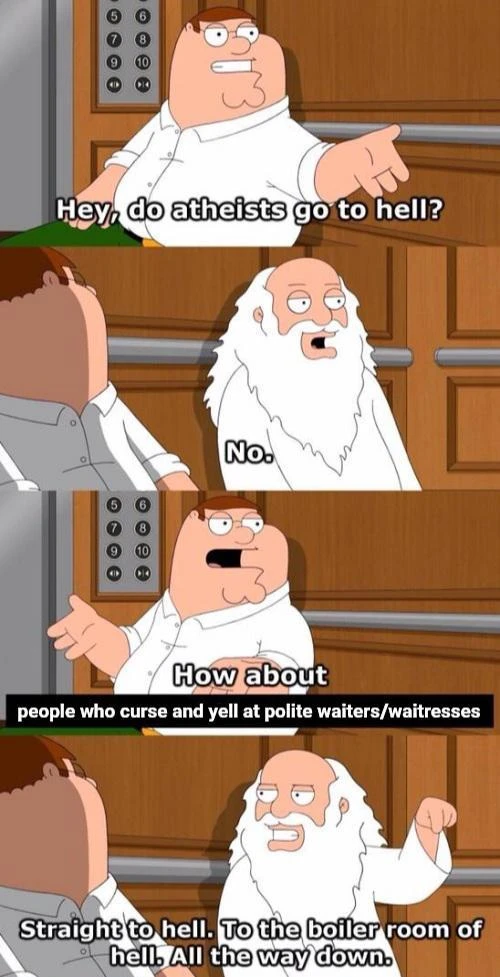 5 6
7 8
9 10
Hey, do atheists go to hell?
No.
5 6
7 8
9 10
How about
people who curse and yell at polite waiters/waitresses
Straight to hell. To the boiler room of
hell. All the way down.